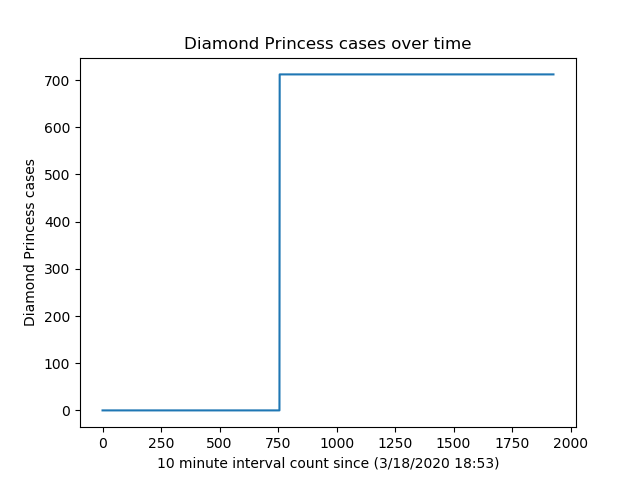 Diamond Princess cases over time
700
600
500
400
300
200
100
0
Diamond Princess cases
0 250 500 750 1000 1250 1500 1750 2000
10 minute interval count since (3/18/2020 18:53)